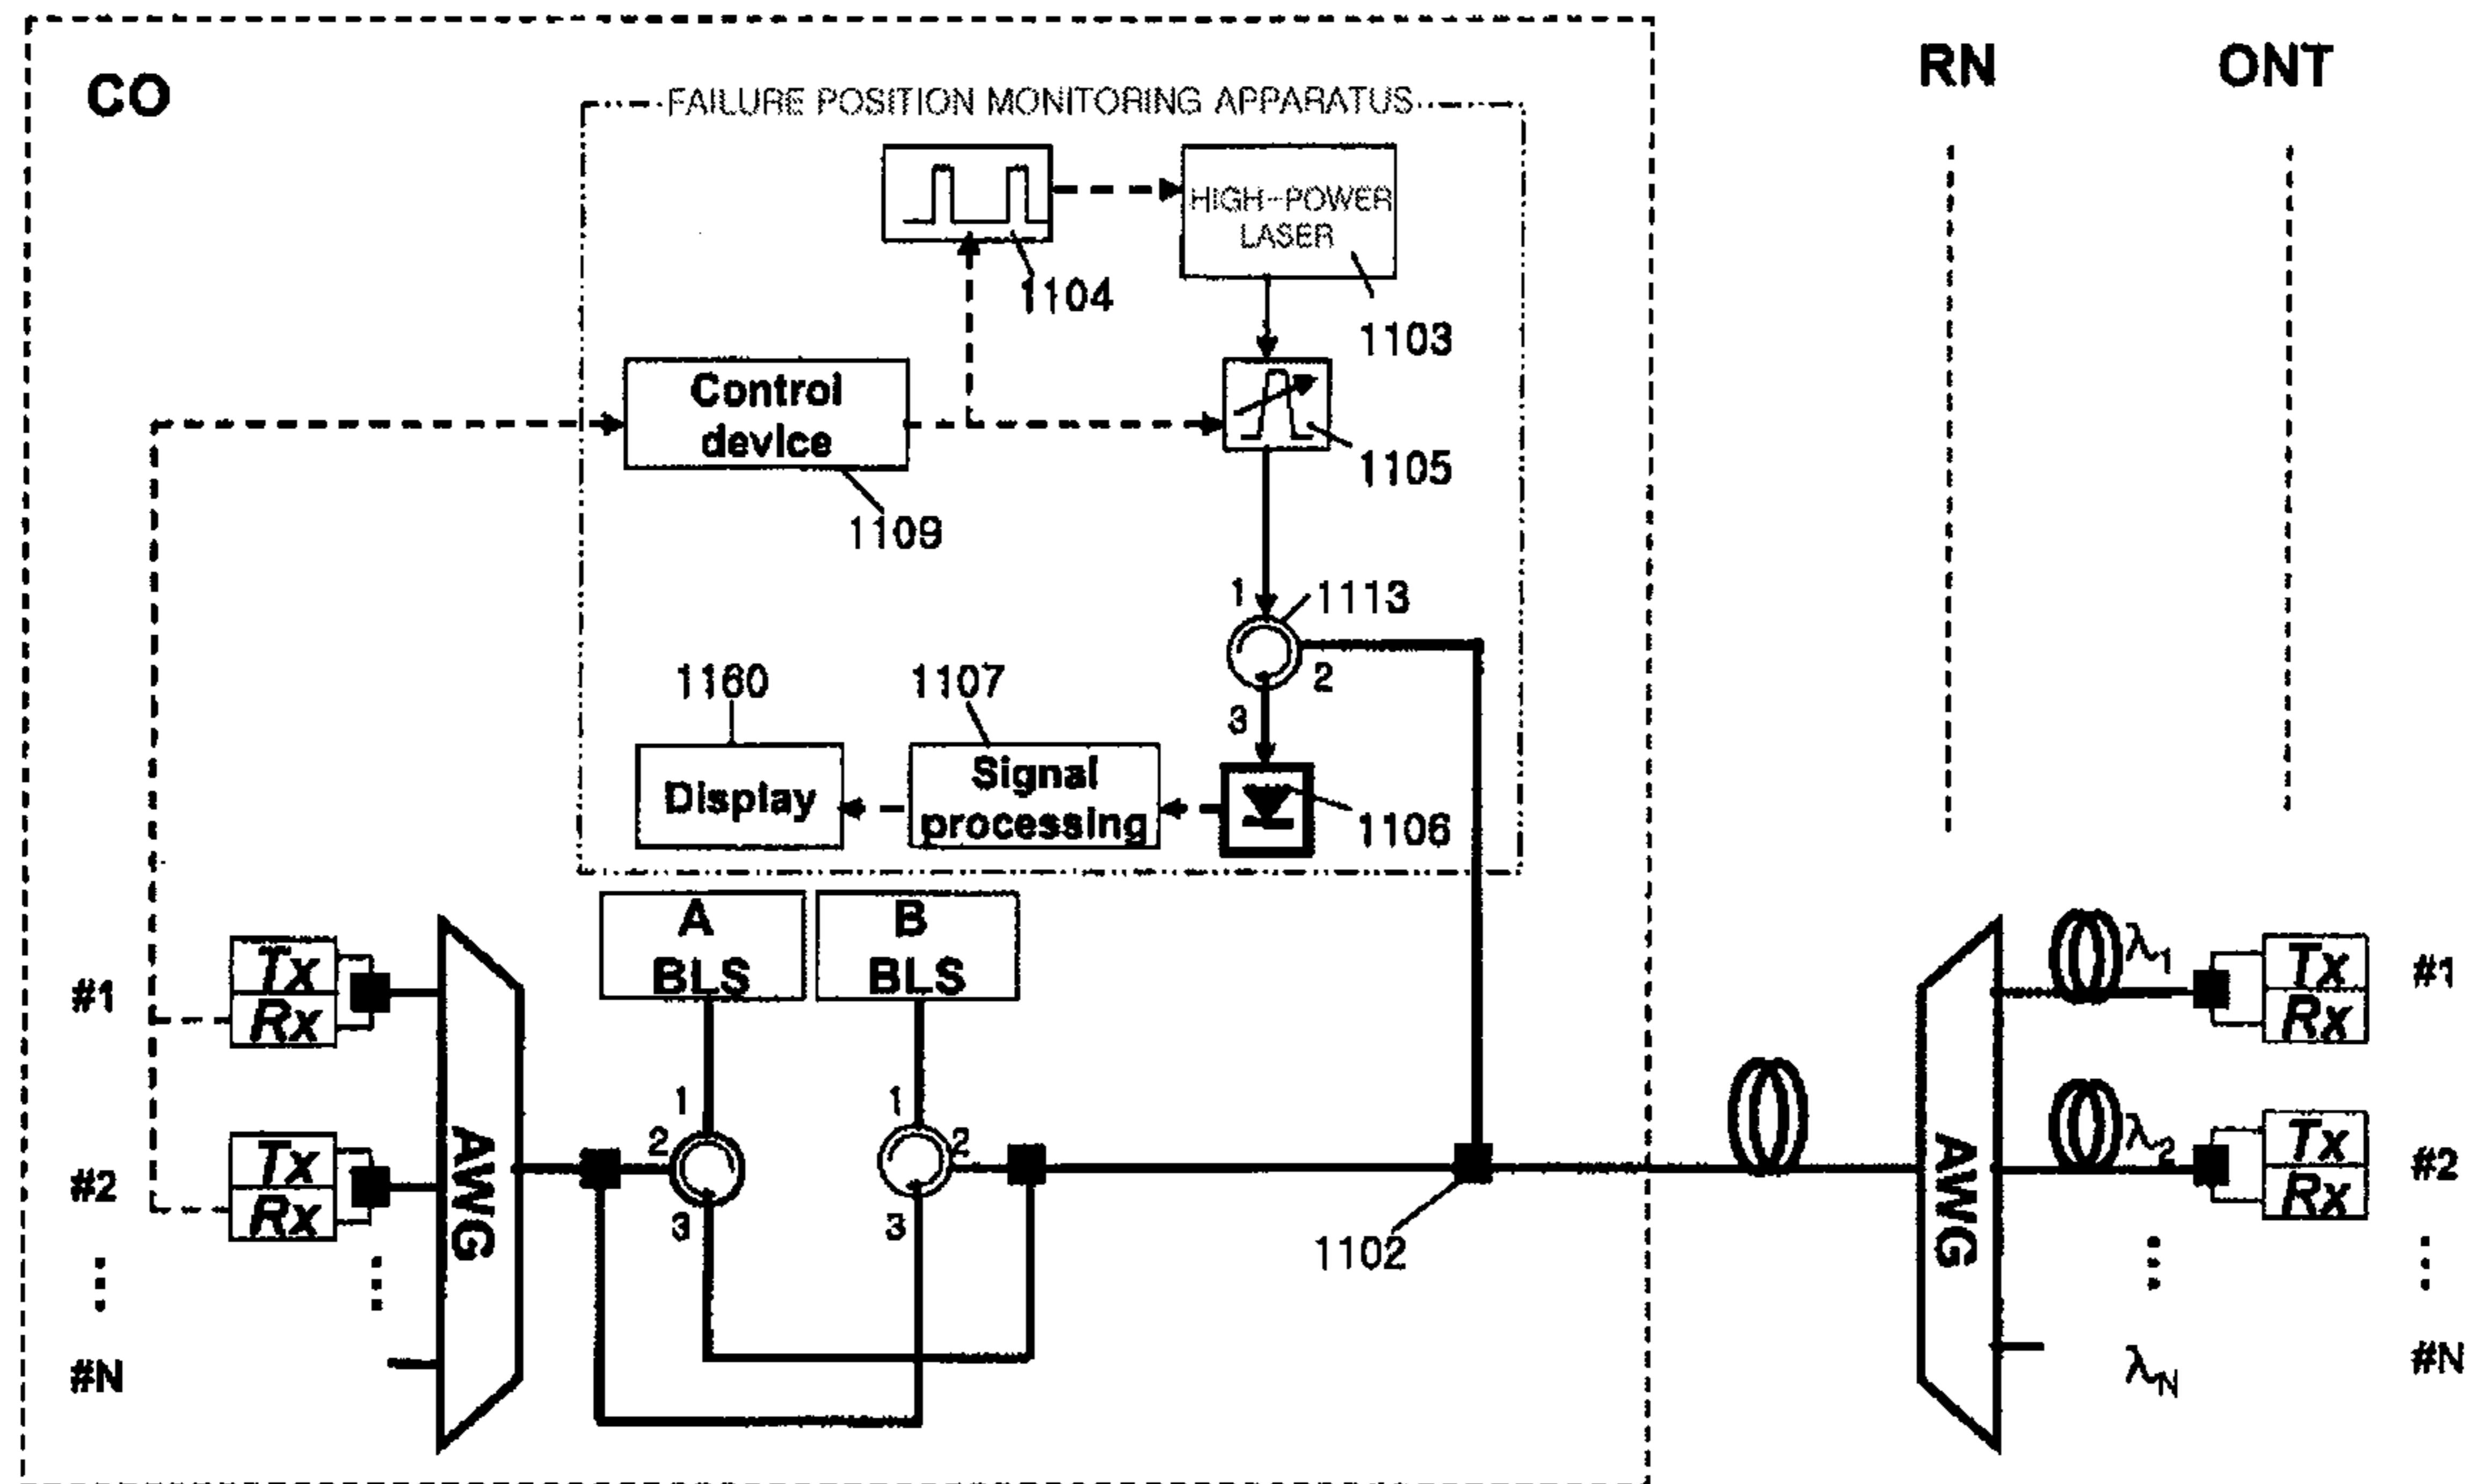 CO
RN
ONT
FAILURE POSITION MONITORING APPARATUS
HIGH-POWER
LASER
1104
1103
Control
device
1105
1109
1
1113
2
3
1160
1107
Display
Signal
processing
1106
A
BLS
B
BLS
#1
Tx
Rx
λ1
Tx
Rx
#1
1
1
2
2
#2
Tx
Rx
AWG
3
3
1102
AWG
λ2
Tx
Rx
#2
#N
λN
#N